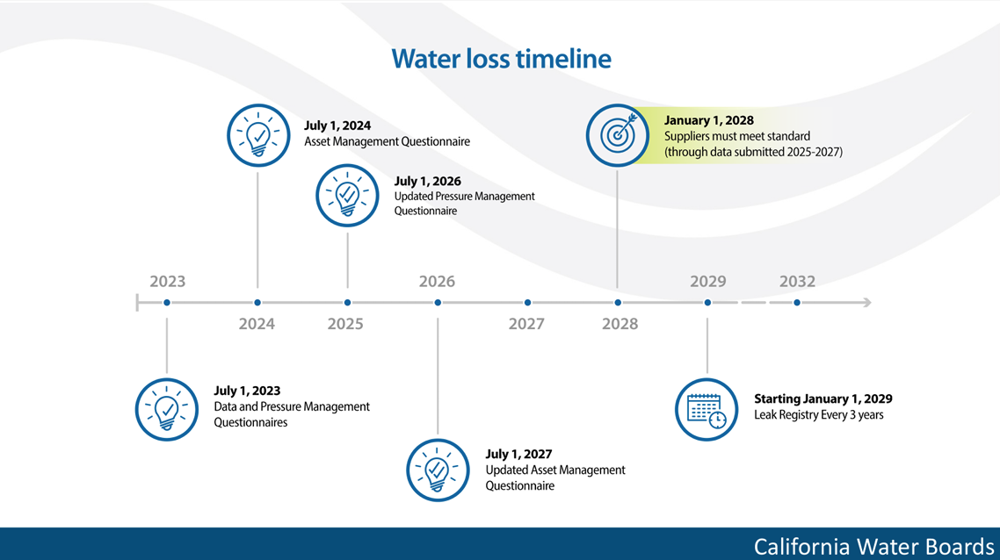 Water loss timeline
July 1, 2024
Asset Management Questionnaire
July 1, 2026
Updated Pressure Management
Questionnaire
January 1, 2028
Suppliers must meet standard
(through data submitted 2025-2027)
2023
2026
2029
2032
2024
2025
2027
2028
July 1, 2023
Data and Pressure Management
Questionnaires
July 1, 2027
Updated Asset Management
Questionnaire
Starting January 1, 2029
Leak Registry Every 3 years
California Water Boards